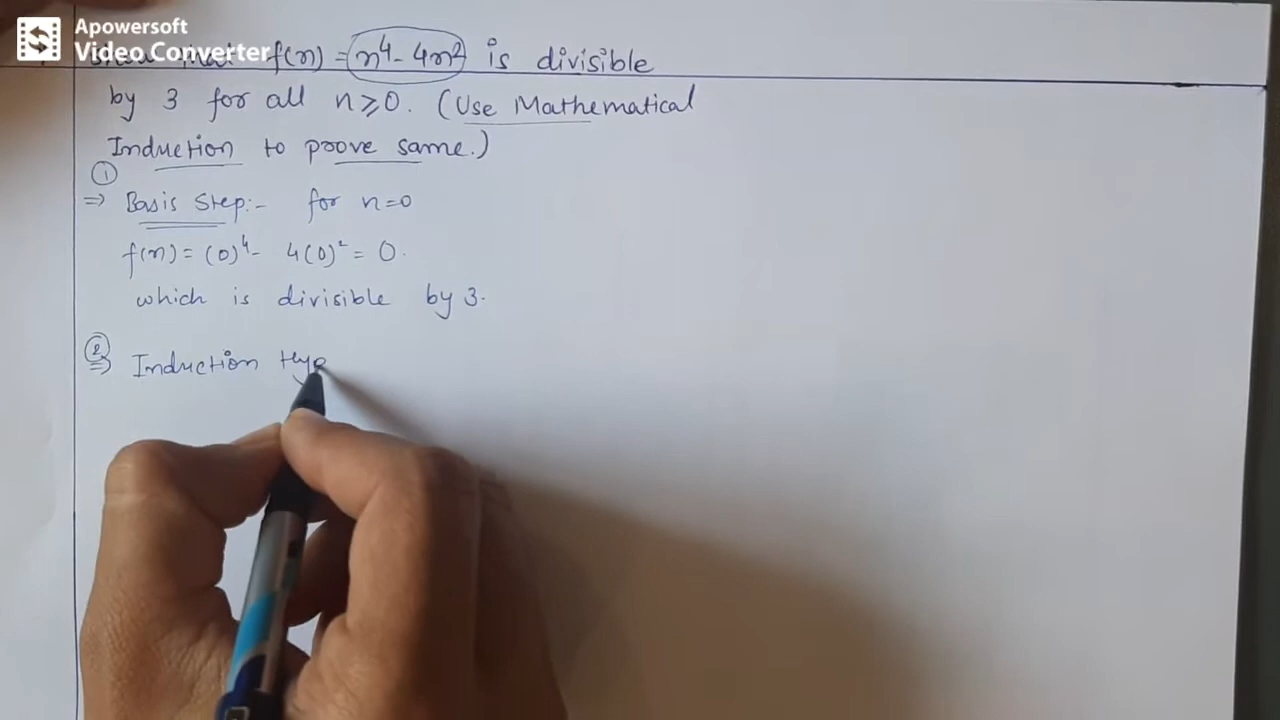 Apowersoft
Video Converter
f(n) = n⁴ - 4n² is divisible
by 3 for all n ≥ 0. (Use Mathematical
Induction to prove same.)
①
⇒ Basis Step:- for n=0
f(n) = (0)⁴ - 4(0)² = 0.
which is divisible by 3.
② ⇒ Induction Hyp